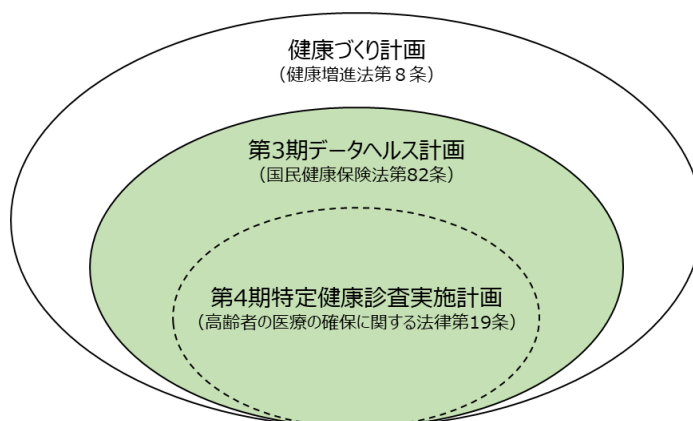 健康づくり計画
（健康増進法第８条）
第3期データヘルス計画
（国民健康保険法第82条）
第4期特定健康診査実施計画
（高齢者の医療の確保に関する法律第19条）